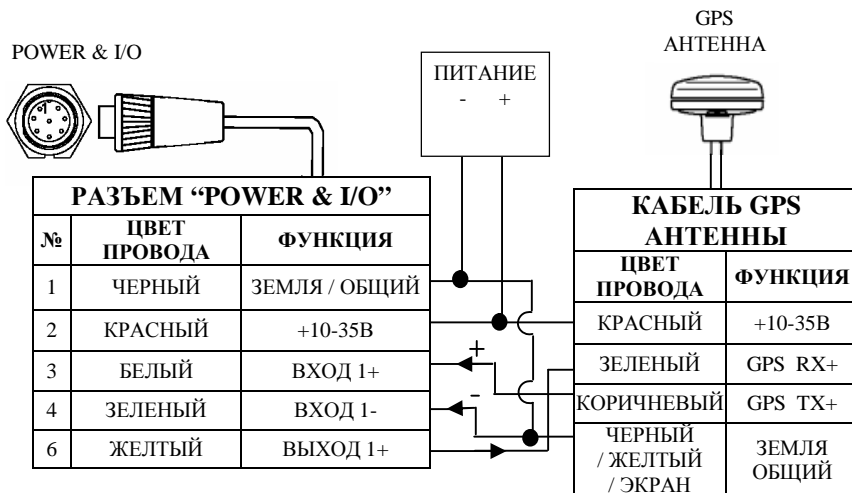 GPS
АНТЕННА
POWER & I/O
ПИТАНИЕ
- +
РАЗЪЕМ “POWER & I/O”
№ ЦВЕТ ПРОВОДА ФУНКЦИЯ
1 ЧЕРНЫЙ ЗЕМЛЯ / ОБЩИЙ
2 КРАСНЫЙ +10-35В
3 БЕЛЫЙ ВХОД 1+
4 ЗЕЛЕНЫЙ ВХОД 1-
6 ЖЕЛТЫЙ ВЫХОД 1+
+
-
КАБЕЛЬ GPS
АНТЕННЫ
ЦВЕТ ПРОВОДА ФУНКЦИЯ
КРАСНЫЙ +10-35В
ЗЕЛЕНЫЙ GPS RX+
КОРИЧНЕВЫЙ GPS TX+
ЧЕРНЫЙ / ЖЕЛТЫЙ / ЭКРАН ЗЕМЛЯ ОБЩИЙ